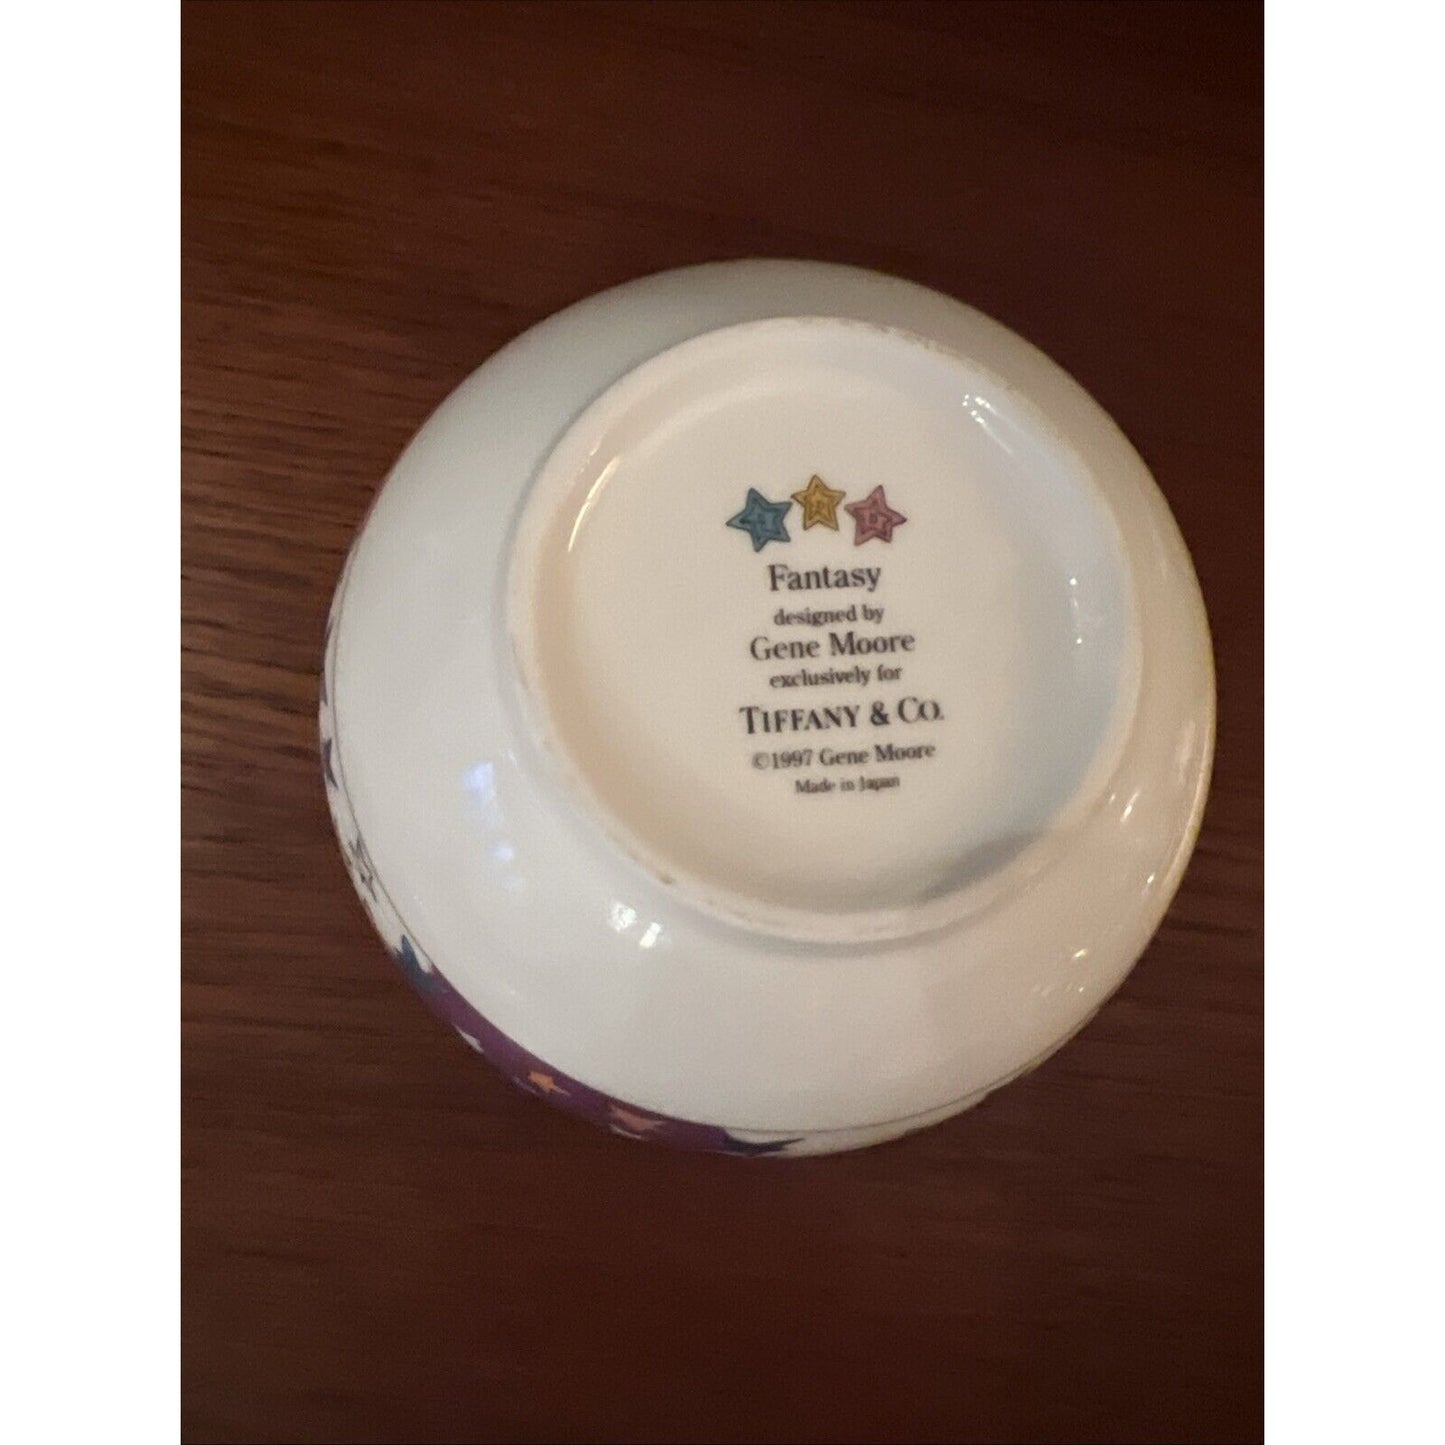 Fantasy
designed by
Gene Moore
exclusively for
TIFFANY & CO.
©1997 Gene Moore
Made in Japan